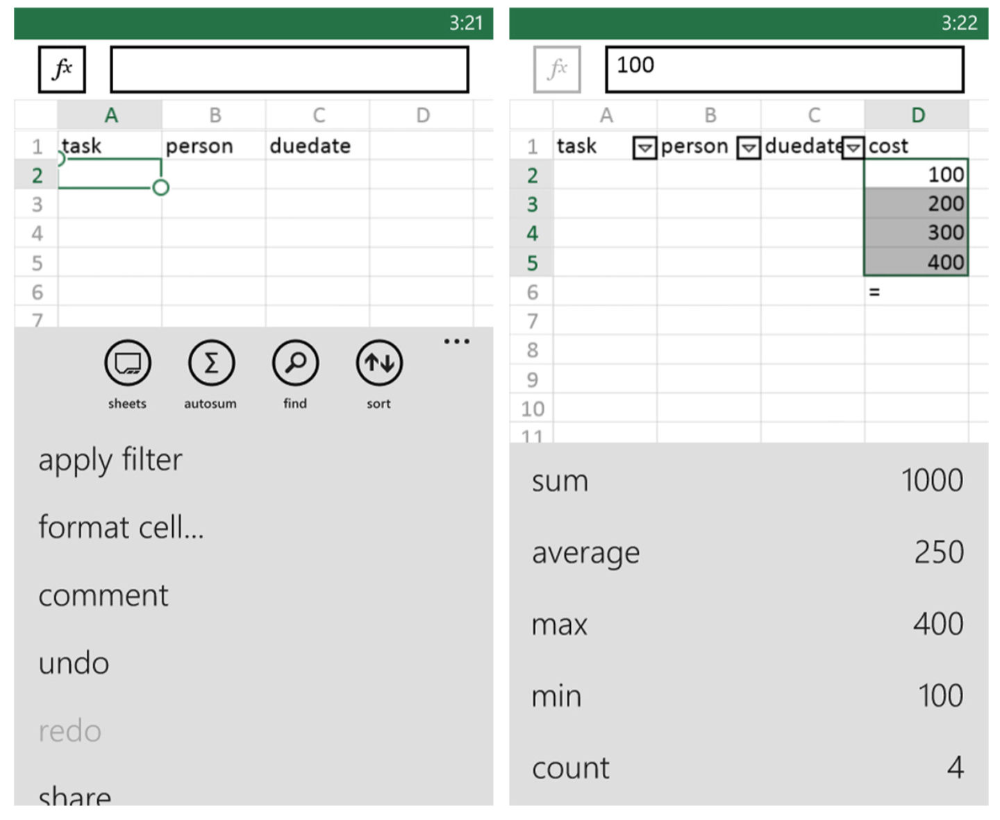 3:21
fx
A B C D
1 task person duedate
2
3
4
5
6
7
...
sheets autosum find sort
apply filter
format cell...
comment
undo
redo
share
3:22
fx 100
A B C D
1 task person duedate cost
2 100
3 200
4 300
5 400
6 =
7
8
9
10
11
sum 1000
average 250
max 400
min 100
count 4